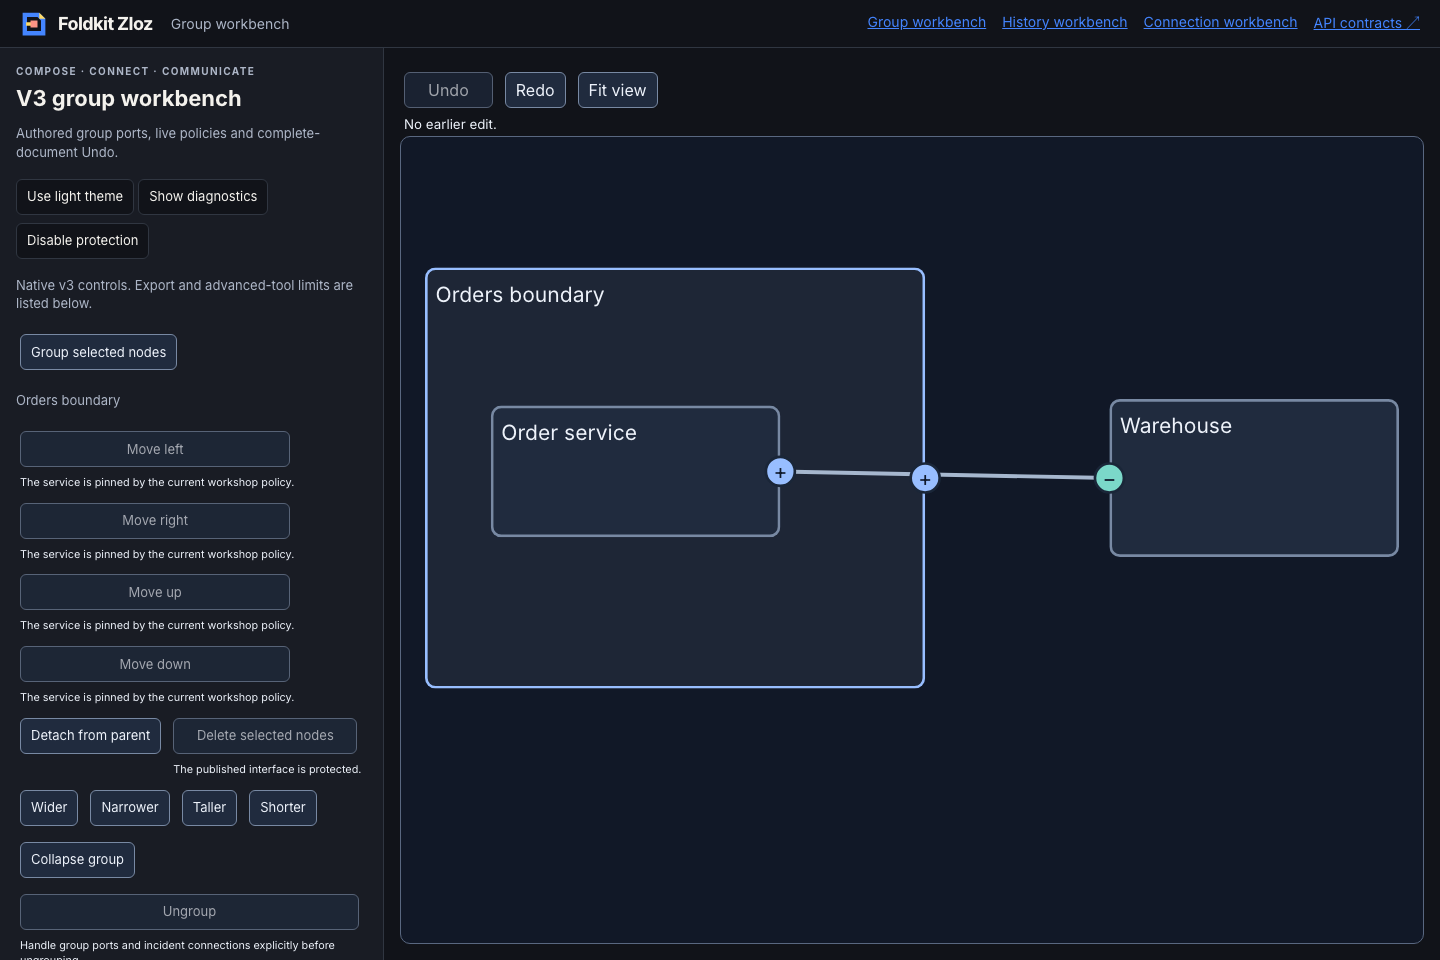 Foldkit Zloz
Group workbench
Group workbench
History workbench
Connection workbench
API contracts ↗
COMPOSE · CONNECT · COMMUNICATE
V3 group workbench
Authored group ports, live policies and complete-
document Undo.
Use light theme
Show diagnostics
Disable protection
Native v3 controls. Export and advanced-tool limits are
listed below.
Group selected nodes
Orders boundary
Move left
The service is pinned by the current workshop policy.
Move right
The service is pinned by the current workshop policy.
Move up
The service is pinned by the current workshop policy.
Move down
The service is pinned by the current workshop policy.
Detach from parent
Delete selected nodes
The published interface is protected.
Wider
Narrower
Taller
Shorter
Collapse group
Ungroup
Handle group ports and incident connections explicitly before
ungrouping.
Undo
Redo
Fit view
No earlier edit.
Orders boundary
Order service
+
+
−
Warehouse